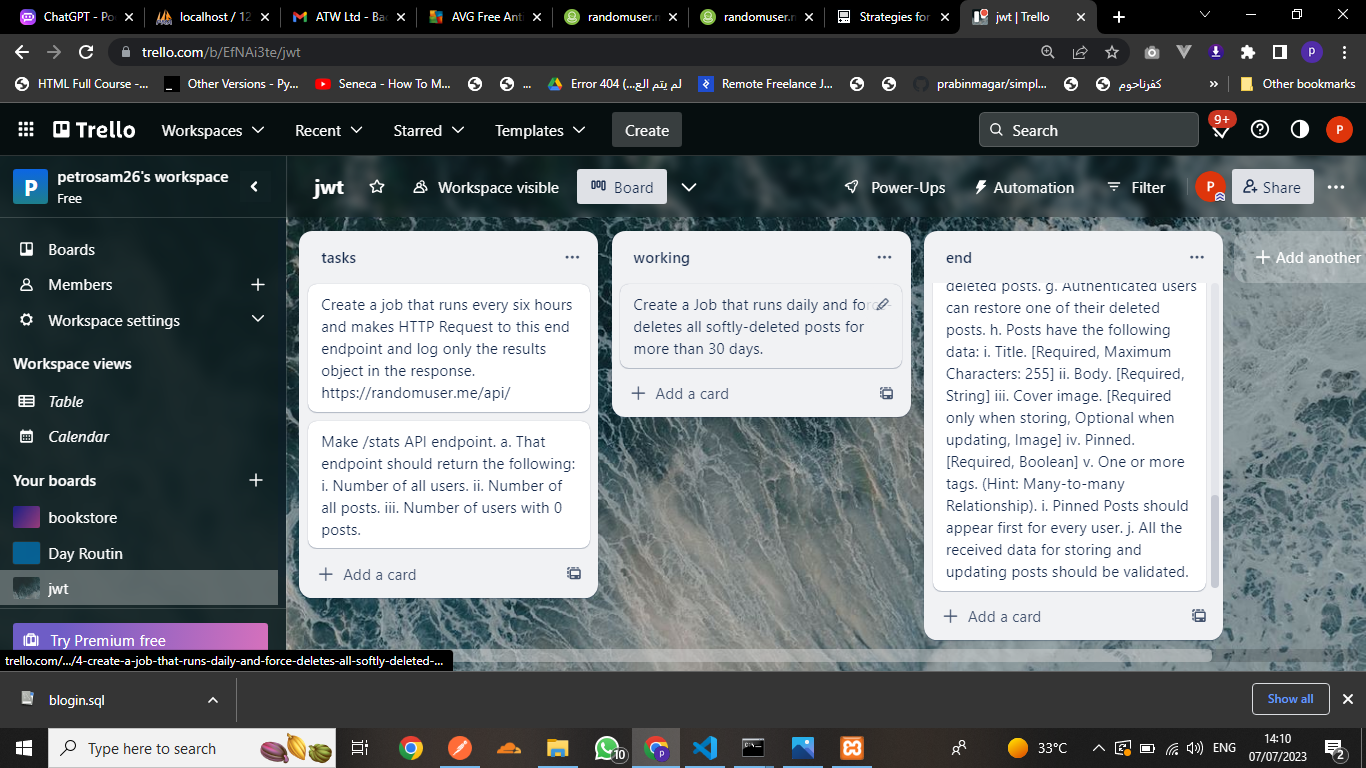 ChatGPT - Po
localhost / 12
ATW Ltd - Ba
AVG Free Ant
randomuser.n
randomuser.n
Strategies for
jwt | Trello
trello.com/b/EfNAi3te/jwt
HTML Full Course -...
Other Versions - Py...
Seneca - How To M...
...
Error 404 (...لم يتم الع
Remote Freelance J...
prabinmagar/simpl...
كفرناحوم
»
Other bookmarks
Trello
Workspaces
Recent
Starred
Templates
Create
Search
9+
P
P
petrosam26's workspace
Free
jwt
Workspace visible
Board
Power-Ups
Automation
Filter
P
Share
Boards
Members
Workspace settings
Workspace views
Table
Calendar
Your boards
bookstore
Day Routin
jwt
Try Premium free
tasks
Create a job that runs every six hours
and makes HTTP Request to this end
endpoint and log only the results
object in the response.
https://randomuser.me/api/
Make /stats API endpoint. a. That
endpoint should return the following:
i. Number of all users. ii. Number of
all posts. iii. Number of users with 0
posts.
Add a card
working
Create a Job that runs daily and force-
deletes all softly-deleted posts for
more than 30 days.
Add a card
end
deleted posts. g. Authenticated users
can restore one of their deleted
posts. h. Posts have the following
data: i. Title. [Required, Maximum
Characters: 255] ii. Body. [Required,
String] iii. Cover image. [Required
only when storing, Optional when
updating, Image] iv. Pinned.
[Required, Boolean] v. One or more
tags. (Hint: Many-to-many
Relationship). i. Pinned Posts should
appear first for every user. j. All the
received data for storing and
updating posts should be validated.
Add a card
Add another
trello.com/.../4-create-a-job-that-runs-daily-and-force-deletes-all-softly-deleted-...
blogin.sql
Show all
Type here to search
10
33°C
ENG
14:10
07/07/2023
2